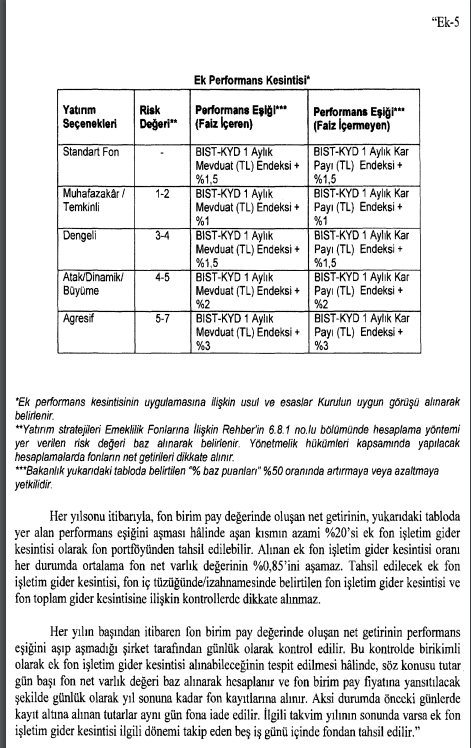 “Ek-5
Ek Performans Kesintisi*
Yatırım Seçenekleri | Risk Değeri** | Performans Eşiği*** (Faiz İçeren) | Performans Eşiği*** (Faiz İçermeyen)
Standart Fon | - | BIST-KYD 1 Aylık Mevduat (TL) Endeksi + %1,5 | BIST-KYD 1 Aylık Kar Payı (TL) Endeksi + %1,5
Muhafazakâr / Temkinli | 1-2 | BIST-KYD 1 Aylık Mevduat (TL) Endeksi + %1 | BIST-KYD 1 Aylık Kar Payı (TL) Endeksi + %1
Dengeli | 3-4 | BIST-KYD 1 Aylık Mevduat (TL) Endeksi + %1,5 | BIST-KYD 1 Aylık Kar Payı (TL) Endeksi + %1,5
Atak/Dinamik/ Büyüme | 4-5 | BIST-KYD 1 Aylık Mevduat (TL) Endeksi + %2 | BIST-KYD 1 Aylık Kar Payı (TL) Endeksi + %2
Agresif | 5-7 | BIST-KYD 1 Aylık Mevduat (TL) Endeksi + %3 | BIST-KYD 1 Aylık Kar Payı (TL) Endeksi + %3
*Ek performans kesintisinin uygulamasına ilişkin usul ve esaslar Kurulun uygun görüşü alınarak
belirlenir.
**Yatırım stratejileri Emeklilik Fonlarına İlişkin Rehber'in 6.8.1 no.lu bölümünde hesaplama yöntemi
yer verilen risk değeri baz alınarak belirlenir. Yönetmelik hükümleri kapsamında yapılacak
hesaplamalarda fonların net getirileri dikkate alınır.
***Bakanlık yukarıdaki tabloda belirtilen "% baz puanları" %50 oranında artırmaya veya azaltmaya
yetkilidir.
Her yılsonu itibarıyla, fon birim pay değerinde oluşan net getirinin, yukarıdaki tabloda
yer alan performans eşiğini aşması hâlinde aşan kısmın azami %20’si ek fon işletim gider
kesintisi olarak fon portföyünden tahsil edilebilir. Alınan ek fon işletim gider kesintisi oranı
her durumda ortalama fon net varlık değerinin %0,85’ini aşamaz. Tahsil edilecek ek fon
işletim gider kesintisi, fon iç tüzüğünde/izahnamesinde belirtilen fon işletim gider kesintisi ve
fon toplam gider kesintisine ilişkin kontrollerde dikkate alınmaz.
Her yılın başından itibaren fon birim pay değerinde oluşan net getirinin performans
eşiğini aşıp aşmadığı şirket tarafından günlük olarak kontrol edilir. Bu kontrolde birikimli
olarak ek fon işletim gider kesintisi alınabileceğinin tespit edilmesi hâlinde, söz konusu tutar
gün başı fon net varlık değeri baz alınarak hesaplanır ve fon birim pay fiyatına yansıtılacak
şekilde günlük olarak yıl sonuna kadar fon kayıtlarına alınır. Aksi durumda önceki günlerde
kayıt altına alınan tutarlar aynı gün fona iade edilir. İlgili takvim yılının sonunda varsa ek fon
işletim gider kesintisi ilgili dönemi takip eden beş iş günü içinde fondan tahsil edilir.”